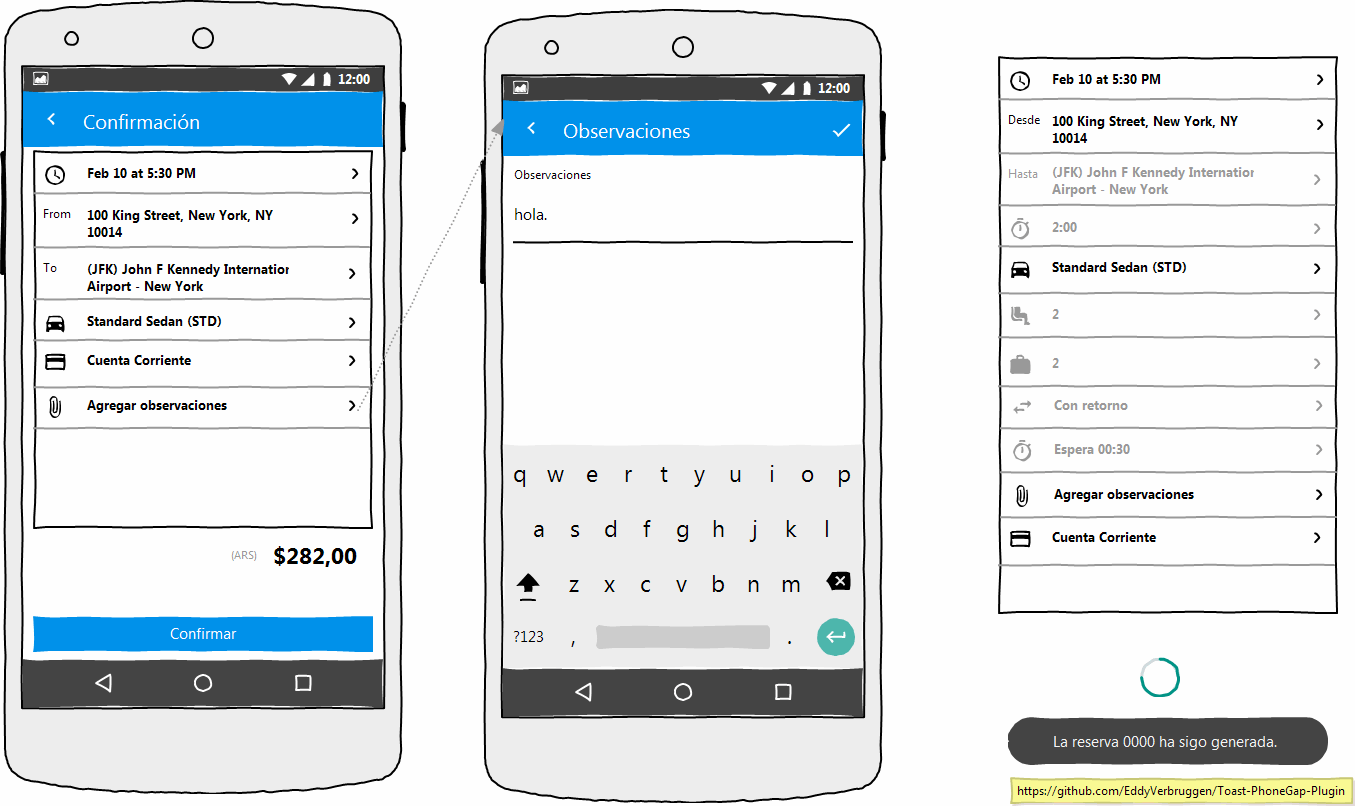 12:00
Confirmación
Feb 10 at 5:30 PM
From
100 King Street, New York, NY
10014
To
(JFK) John F Kennedy Internatior
Airport - New York
Standard Sedan (STD)
Cuenta Corriente
Agregar observaciones
(ARS) $282,00
Confirmar
12:00
Observaciones
Observaciones
hola.
q w e r t y u i o p
a s d f g h j k l
z x c v b n m
?123 , .
Feb 10 at 5:30 PM
Desde
100 King Street, New York, NY
10014
Hasta
(JFK) John F Kennedy Internatior
Airport - New York
2:00
Standard Sedan (STD)
2
2
Con retorno
Espera 00:30
Agregar observaciones
Cuenta Corriente
La reserva 0000 ha sigo generada.
https://github.com/EddyVerbruggen/Toast-PhoneGap-Plugin